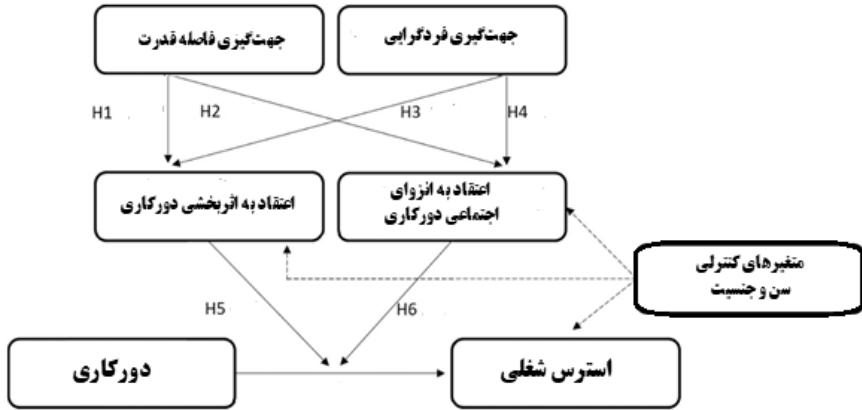 جهت‌گیری فردگرایی
جهت‌گیری فاصله قدرت
H1
H2
H3
H4
اعتقاد به انزوای
اجتماعی دورکاری
اعتقاد به اثربخشی دورکاری
متغیرهای کنترلی
سن و جنسیت
H5
H6
دورکاری
استرس شغلی